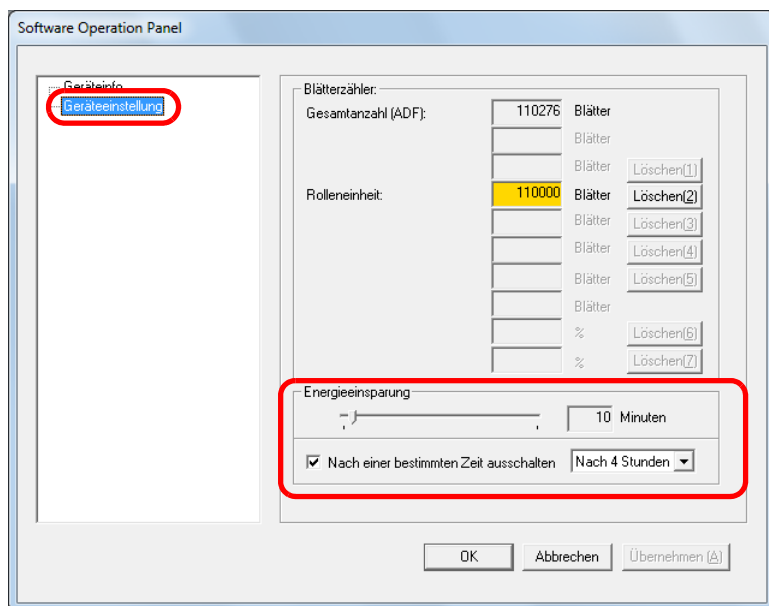 Software Operation Panel
Geräteinfo
Geräteeinstellung
Blätterzähler:
Gesamtanzahl (ADF): 110276 Blätter
Blätter
Blätter Löschen(1)
Rolleneinheit: 110000 Blätter Löschen(2)
Blätter Löschen(3)
Blätter Löschen(4)
Blätter Löschen(5)
Blätter
% Löschen(6)
% Löschen(7)
Energieeinsparung
10 Minuten
Nach einer bestimmten Zeit ausschalten Nach 4 Stunden
OK Abbrechen Übernehmen (A)